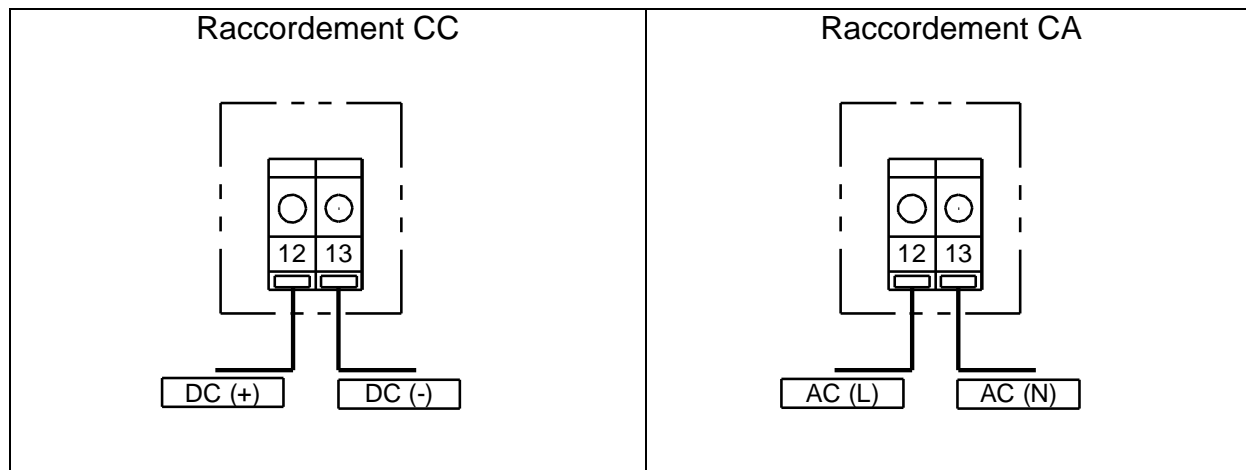 Raccordement CC
12 13
DC (+) DC (-)
Raccordement CA
12 13
AC (L) AC (N)